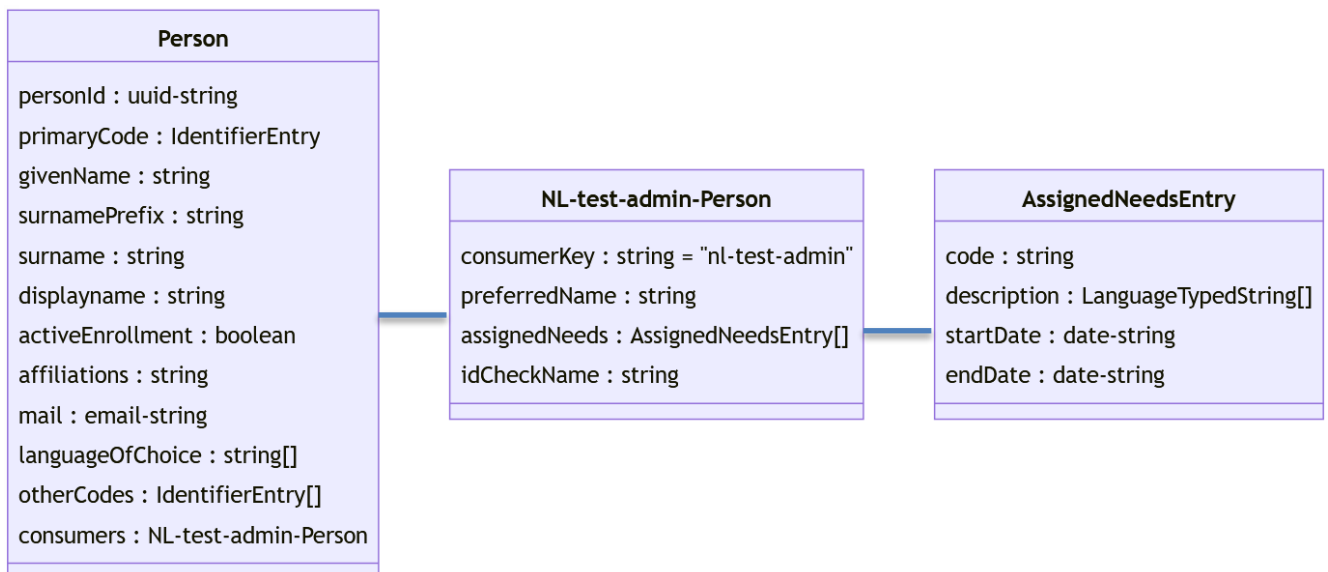 Person
personId : uuid-string
primaryCode : IdentifierEntry
givenName : string
surnamePrefix : string
surname : string
displayname : string
activeEnrollment : boolean
affiliations : string
mail : email-string
languageOfChoice : string[]
otherCodes : IdentifierEntry[]
consumers : NL-test-admin-Person
NL-test-admin-Person
consumerKey : string = "nl-test-admin"
preferredName : string
assignedNeeds : AssignedNeedsEntry[]
idCheckName : string
AssignedNeedsEntry
code : string
description : LanguageTypedString[]
startDate : date-string
endDate : date-string